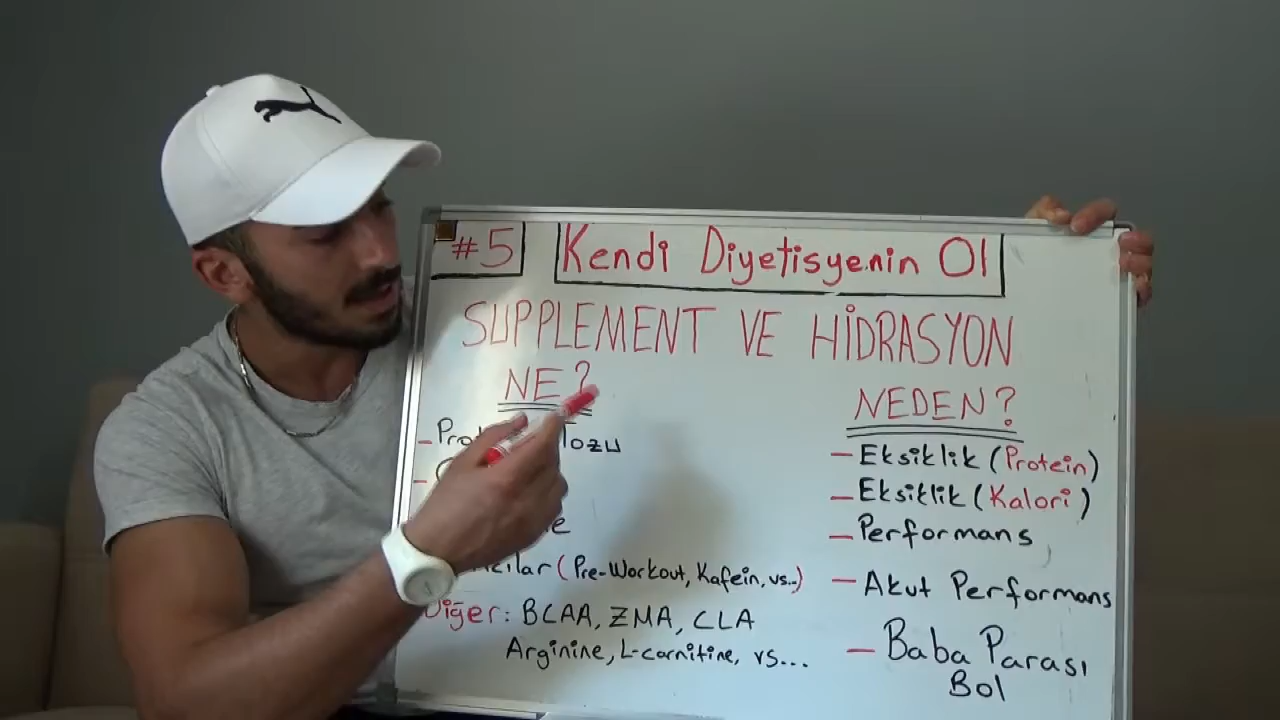 #5 Kendi Diyetisyenin Ol
SUPPLEMENT VE HİDRASYON
NE?
NEDEN?
- Eksiklik (Protein)
- Eksiklik (Kalori)
- Performans
(Pre-Workout, Kafein, vs..)
- Akut Performans
Diğer: BCAA, ZMA, CLA
Arginine, L-carnitine, vs...
- Baba Parası
Bol